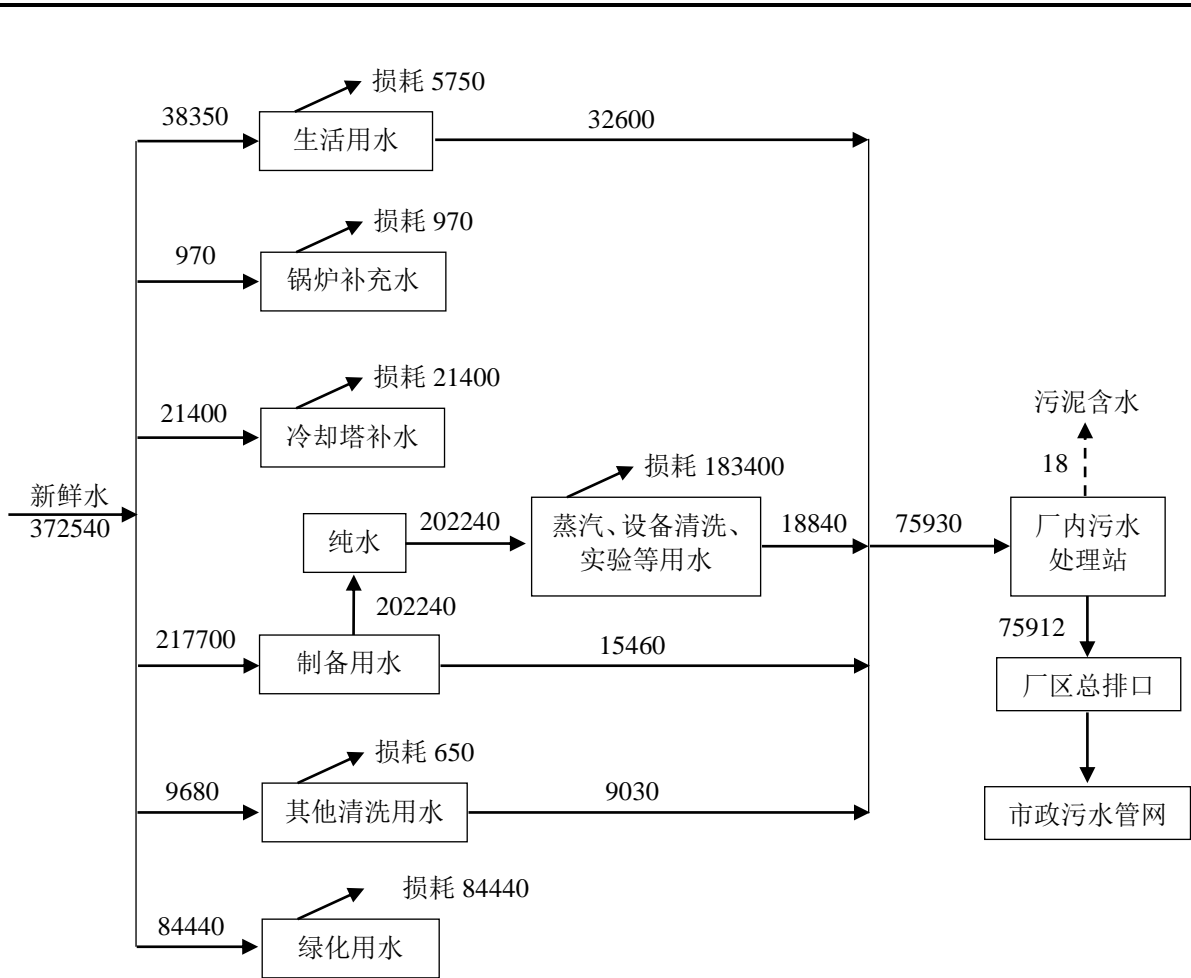 损耗 5750
38350
生活用水
32600
损耗 970
970
锅炉补充水
损耗 21400
21400
冷却塔补水
污泥含水
18
新鲜水
372540
损耗 183400
纯水
202240
蒸汽、设备清洗、
实验等用水
18840
75930
厂内污水
处理站
202240
217700
制备用水
15460
75912
厂区总排口
损耗 650
9680
其他清洗用水
9030
市政污水管网
损耗 84440
84440
绿化用水